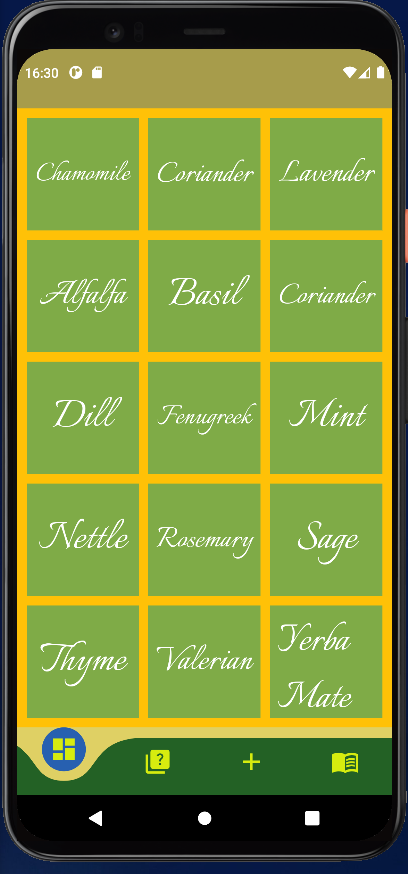 16:30
Chamomile Coriander Lavender
Alfalfa Basil Coriander
Dill Fenugreek Mint
Nettle Rosemary Sage
Thyme Valerian Yerba
Mate